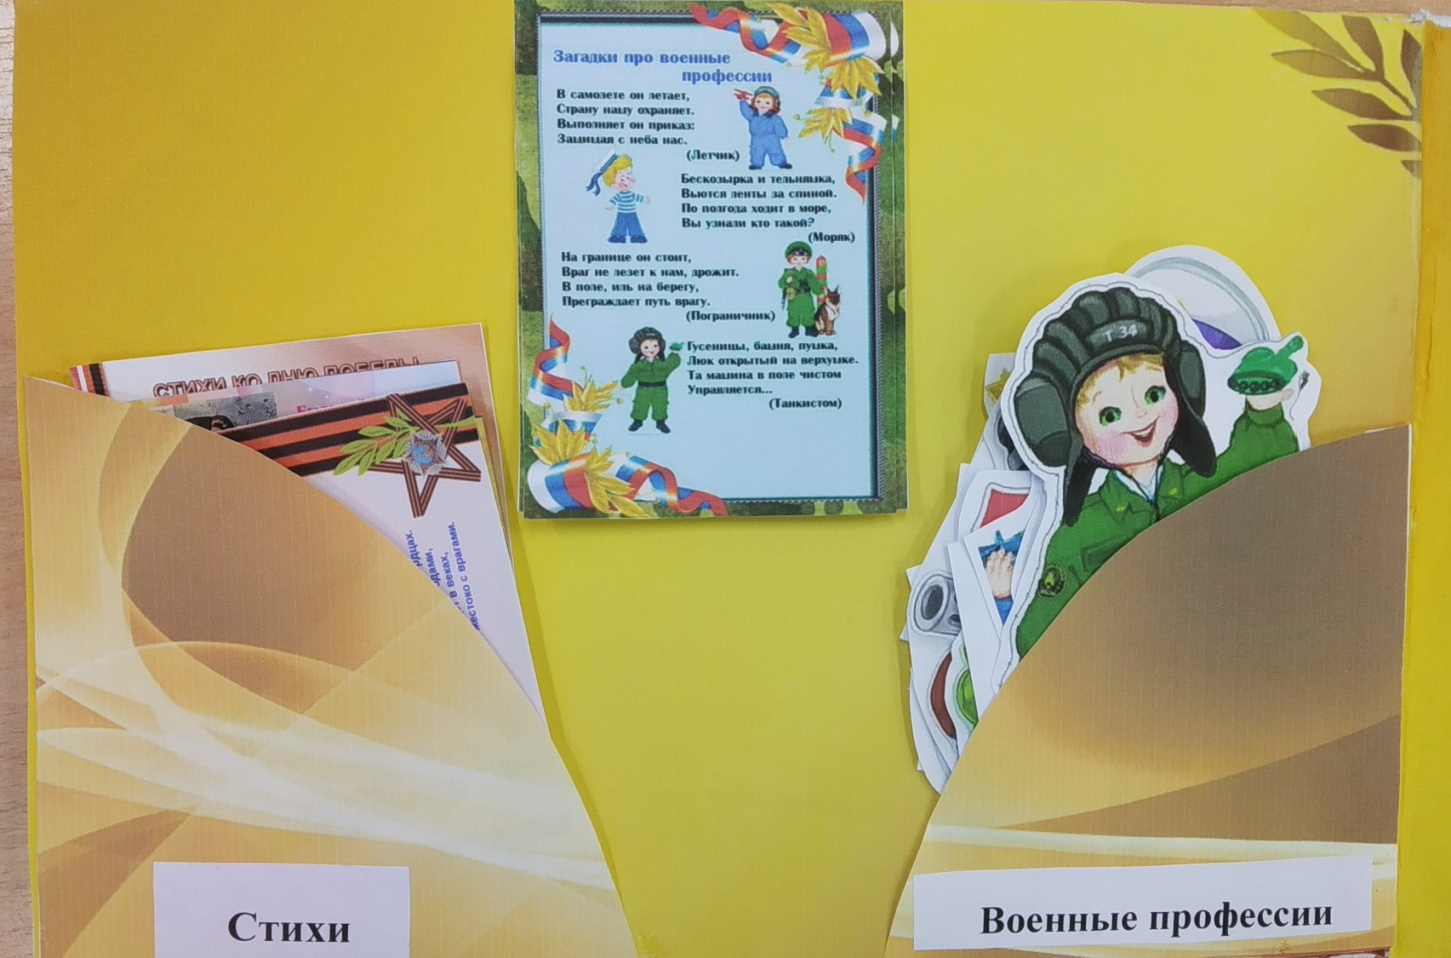 Загадки про военные
профессии
В самолете он летает,
Страну нашу охраняет.
Выполняет он приказ:
Защищая с неба нас.
(Летчик)
Бескозырка и тельняшка,
Вьются ленты за спиной.
По полгода ходит в море,
Вы узнали кто такой?
(Моряк)
На границе он стоит,
Враг не лезет к нам, дрожит.
В поле, иль на берегу,
Преграждает путь врагу.
(Пограничник)
Гусеницы, башня, пушка,
Люк открытый на верхушке.
Та машина в поле чистом
Управляется...
(Танкистом)
СТИХИ КО ДНЮ ПОБЕДЫ
в веках,
с врагами.
Т 34
Стихи
Военные профессии